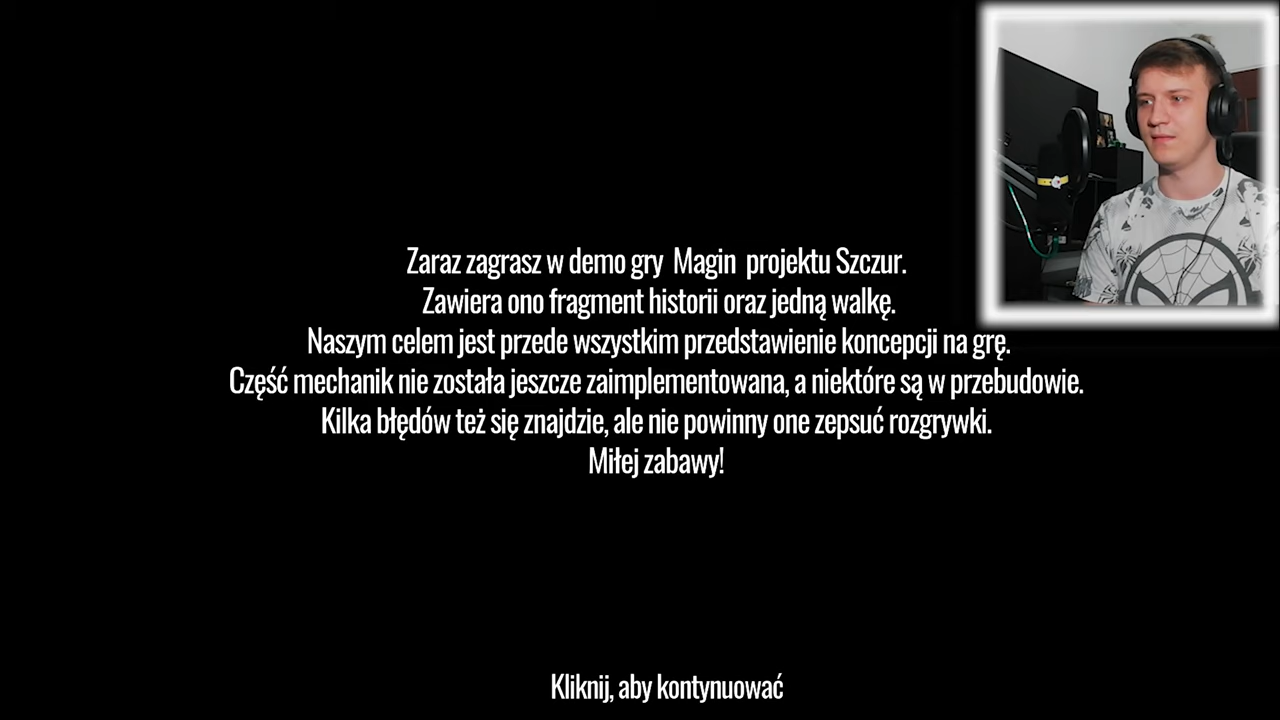 Zaraz zagrasz w demo gry Magin projektu Szczur.
Zawiera ono fragment historii oraz jedną walkę.
Naszym celem jest przede wszystkim przedstawienie koncepcji na grę.
Część mechanik nie została jeszcze zaimplementowana, a niektóre są w przebudowie.
Kilka błędów też się znajdzie, ale nie powinny one zepsuć rozgrywki.
Miłej zabawy!
Kliknij, aby kontynuować